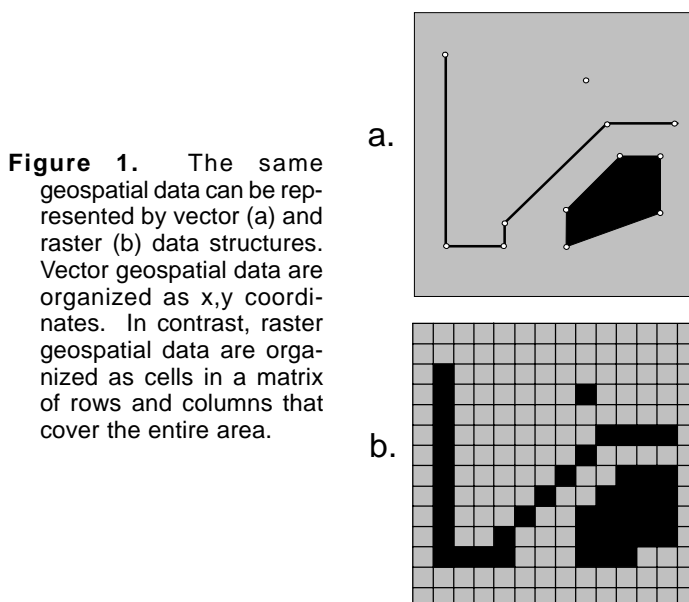 Figure 1. The same
geospatial data can be rep-
resented by vector (a) and
raster (b) data structures.
Vector geospatial data are
organized as x,y coordi-
nates. In contrast, raster
geospatial data are orga-
nized as cells in a matrix
of rows and columns that
cover the entire area.
a.
b.